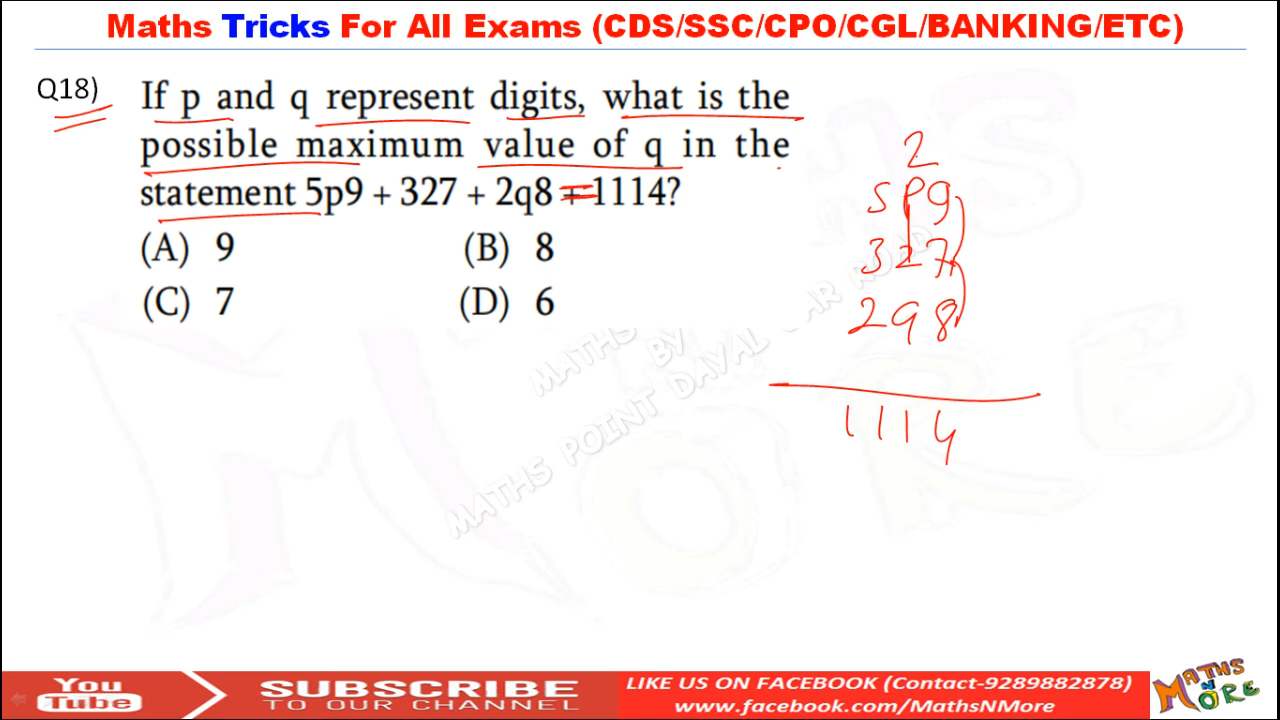 Maths Tricks For All Exams (CDS/SSC/CPO/CGL/BANKING/ETC)
Q18)
If p and q represent digits, what is the
possible maximum value of q in the
statement 5p9 + 327 + 2q8 = 1114?
(A) 9
(B) 8
(C) 7
(D) 6
2
5p9
327
2q8
1114
MATHS
BY
MATHS POINT DAYAL ROAD
You
Tube
SUBSCRIBE
TO OUR CHANNEL
LIKE US ON FACEBOOK (Contact-9289882878)
www.facebook.com/MathsNMore
MATHS
N
MORE